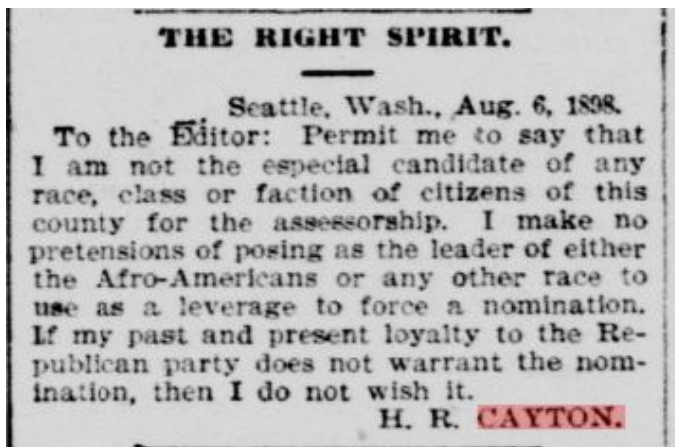 THE RIGHT SPIRIT.
Seattle, Wash., Aug. 6, 1898.
To the Editor: Permit me to say that
I am not the especial candidate of any
race, class or faction of citizens of this
county for the assessorship. I make no
pretensions of posing as the leader of either
the Afro-Americans or any other race to
use as a leverage to force a nomination.
If my past and present loyalty to the Re-
publican party does not warrant the nom-
ination, then I do not wish it.
H. R. CAYTON.